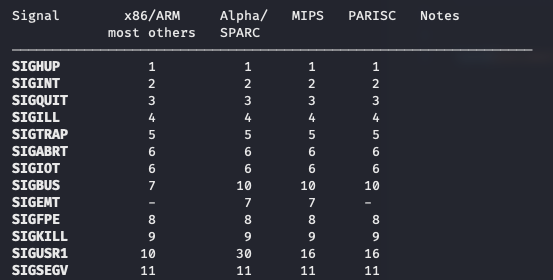 Signal x86/ARM Alpha/ MIPS PARISC Notes
most others SPARC
SIGHUP 1 1 1 1
SIGINT 2 2 2 2
SIGQUIT 3 3 3 3
SIGILL 4 4 4 4
SIGTRAP 5 5 5 5
SIGABRT 6 6 6 6
SIGIOT 6 6 6 6
SIGBUS 7 10 10 10
SIGEMT - 7 7 -
SIGFPE 8 8 8 8
SIGKILL 9 9 9 9
SIGUSR1 10 30 16 16
SIGSEGV 11 11 11 11